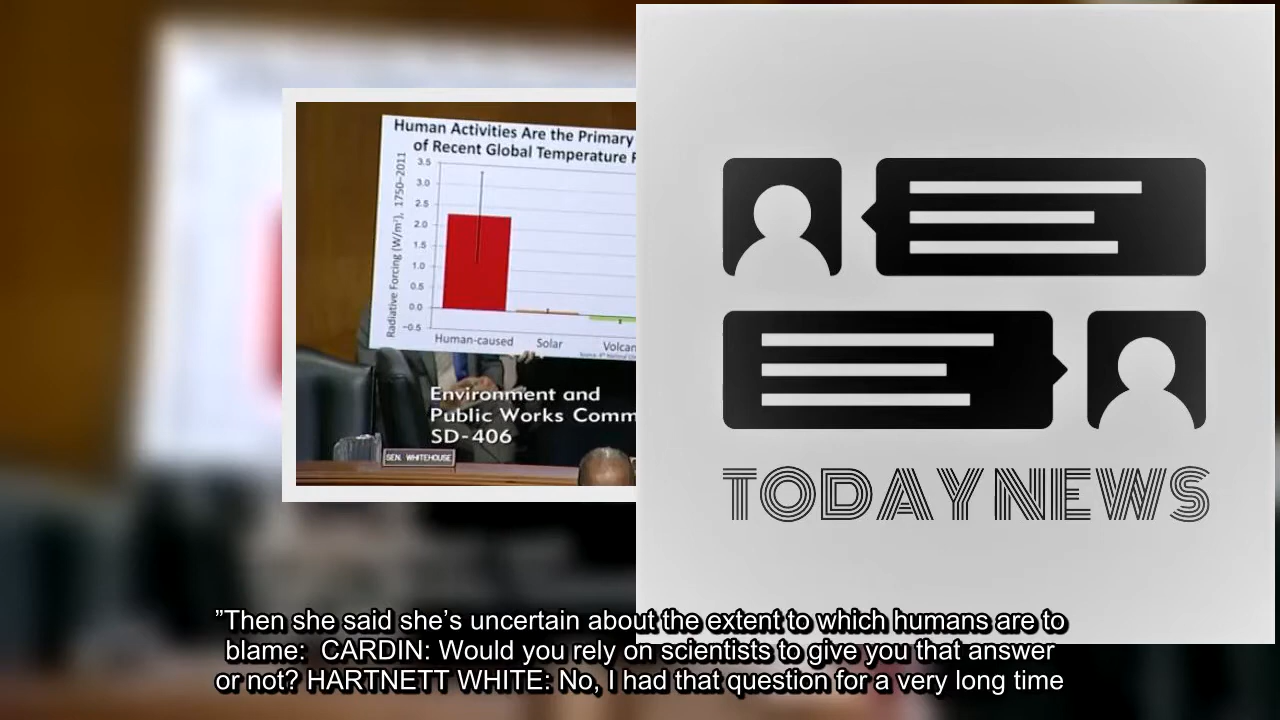 Human Activities Are the Primary
of Recent Global Temperature
Radiative Forcing (W/m²), 1750–2011
3.5
3.0
2.5
2.0
1.5
1.0
0.5
0.0
−0.5
Human-caused Solar
Environment and
Public Works Comm
SD-406
SEN. WHITEHOUSE
TODAY NEWS
”Then she said she’s uncertain about the extent to which humans are to
blame:  CARDIN: Would you rely on scientists to give you that answer
or not? HARTNETT WHITE: No, I had that question for a very long time